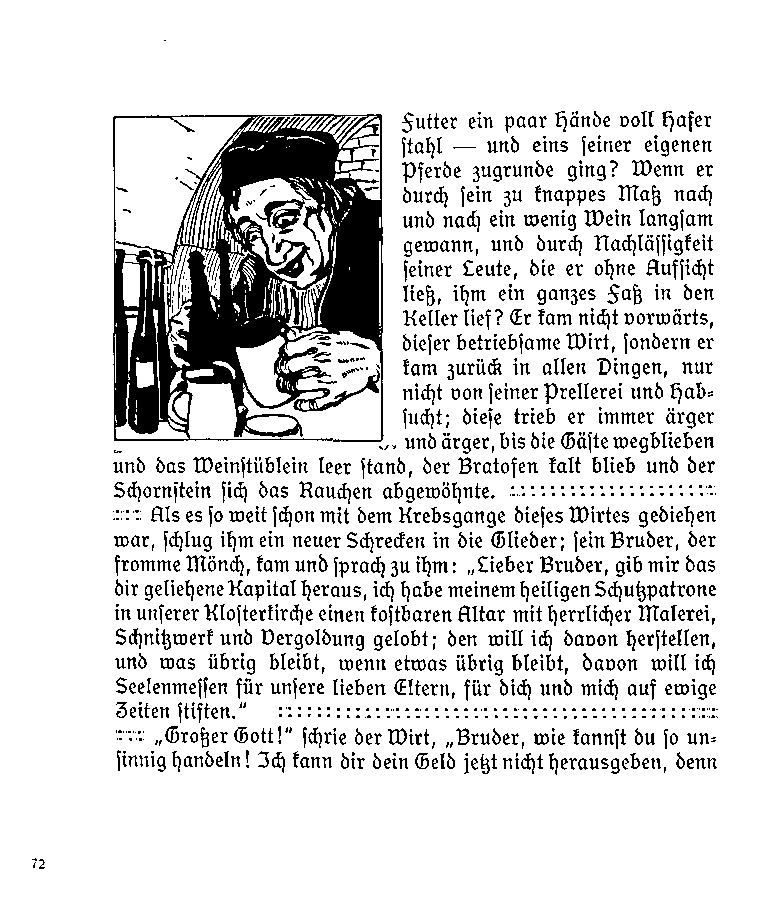 Futter ein paar Hände voll Hafer
stahl — und eins seiner eigenen
Pferde zugrunde ging? Wenn er
durch sein zu knappes Maß nach
und nach ein wenig Wein langsam
gewann, und durch Nachlässigkeit
seiner Leute, die er ohne Aufsicht
ließ, ihm ein ganzes Faß in den
Keller lief? Er kam nicht vorwärts,
dieser betriebsame Wirt, sondern er
kam zurück in allen Dingen, nur
nicht von seiner Prellerei und Hab=
sucht; diese trieb er immer ärger
und ärger, bis die Gäste wegblieben
und das Weinstüblein leer stand, der Bratofen kalt blieb und der
Schornstein sich das Rauchen abgewöhnte.
Als es so weit schon mit dem Krebsgange dieses Wirtes gediehen
war, schlug ihm ein neuer Schrecken in die Glieder; sein Bruder, der
fromme Mönch, kam und sprach zu ihm: „Lieber Bruder, gib mir das
dir geliehene Kapital heraus, ich habe meinem heiligen Schutzpatrone
in unserer Klosterkirche einen kostbaren Altar mit herrlicher Malerei,
Schnitzwerk und Vergoldung gelobt; den will ich davon herstellen,
und was übrig bleibt, wenn etwas übrig bleibt, davon will ich
Seelenmessen für unsere lieben Eltern, für dich und mich auf ewige
Zeiten stiften.“
„Großer Gott!“ schrie der Wirt, „Bruder, wie kannst du so un=
sinnig handeln! Ich kann dir dein Geld jetzt nicht herausgeben, denn
72